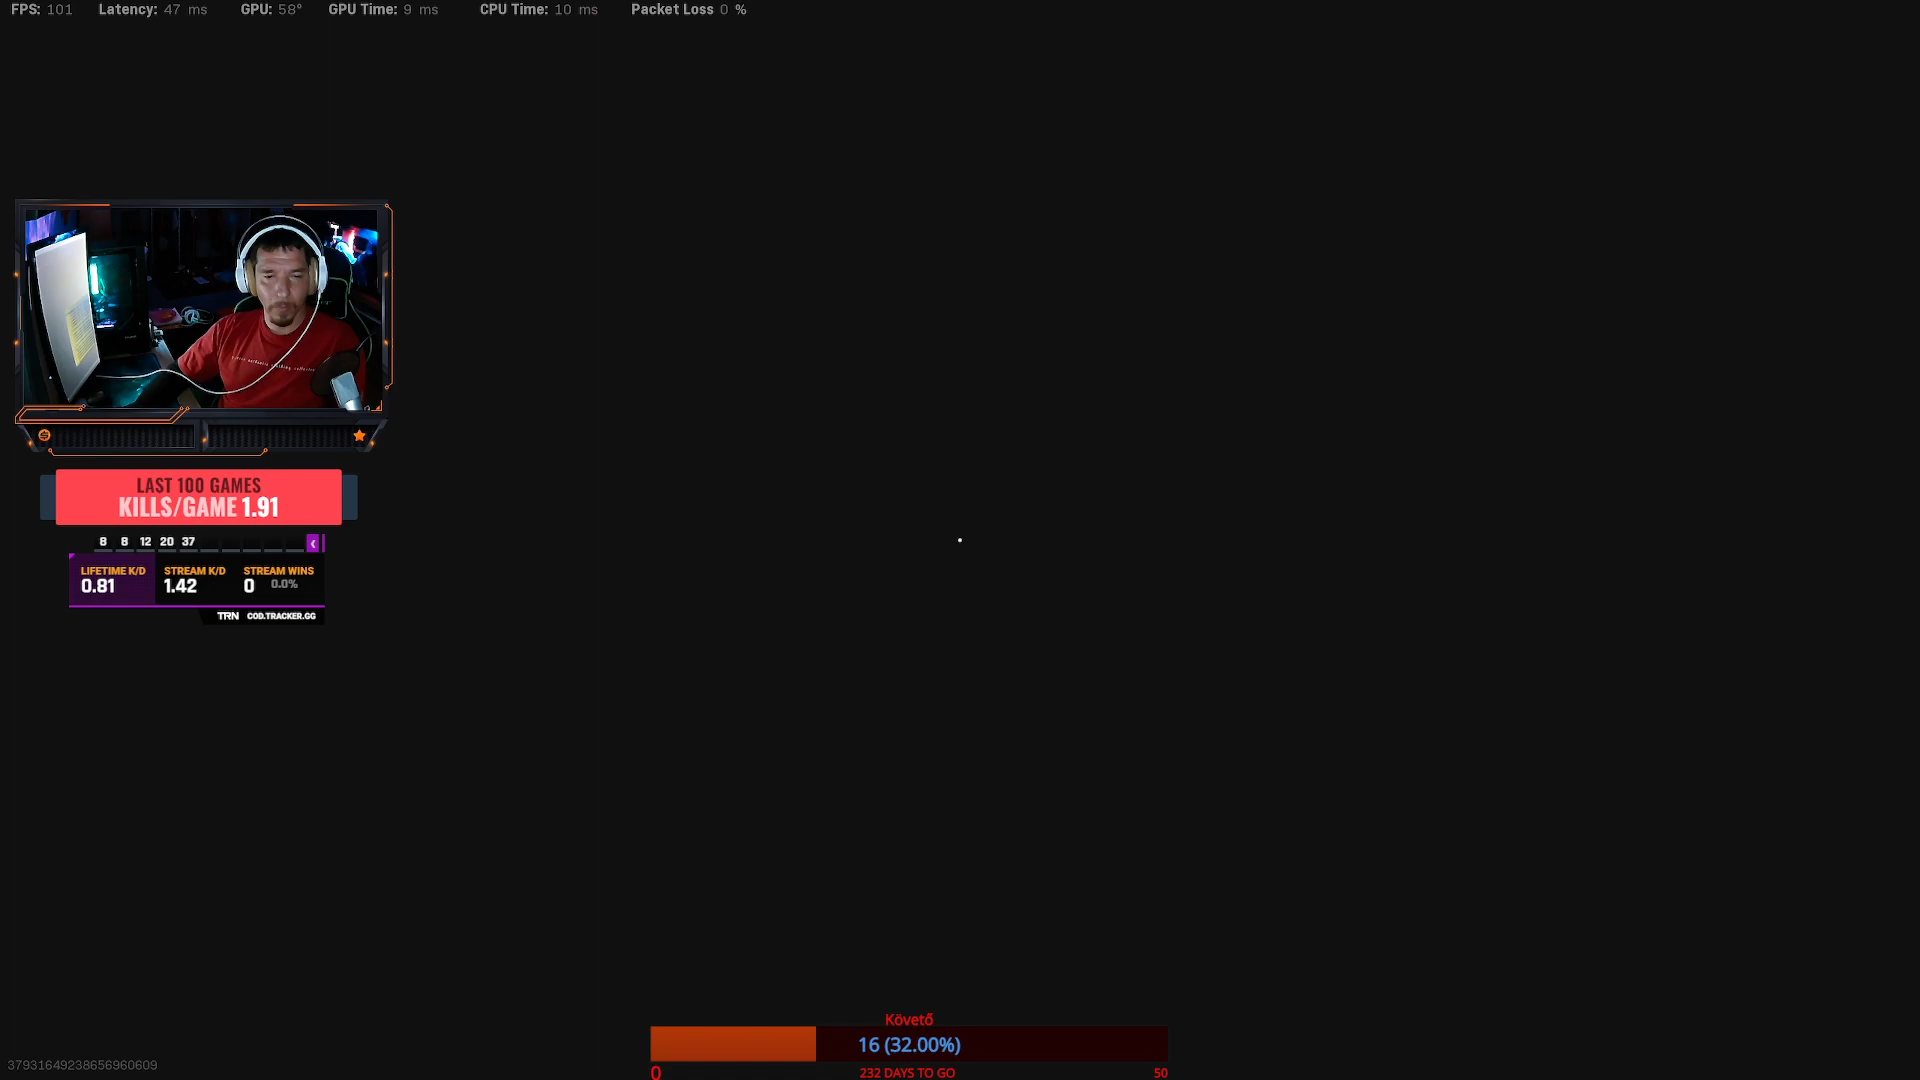 FPS: 101 Latency: 47 ms GPU: 58° GPU Time: 9 ms CPU Time: 10 ms Packet Loss 0 %
LAST 100 GAMES
KILLS/GAME 1.91
8 8 12 20 37
LIFETIME K/D STREAM K/D STREAM WINS
0.81 1.42 0 0.0%
TRN COD.TRACKER.GG
Követő
16 (32.00%)
0 232 DAYS TO GO 50
37931649238656960609